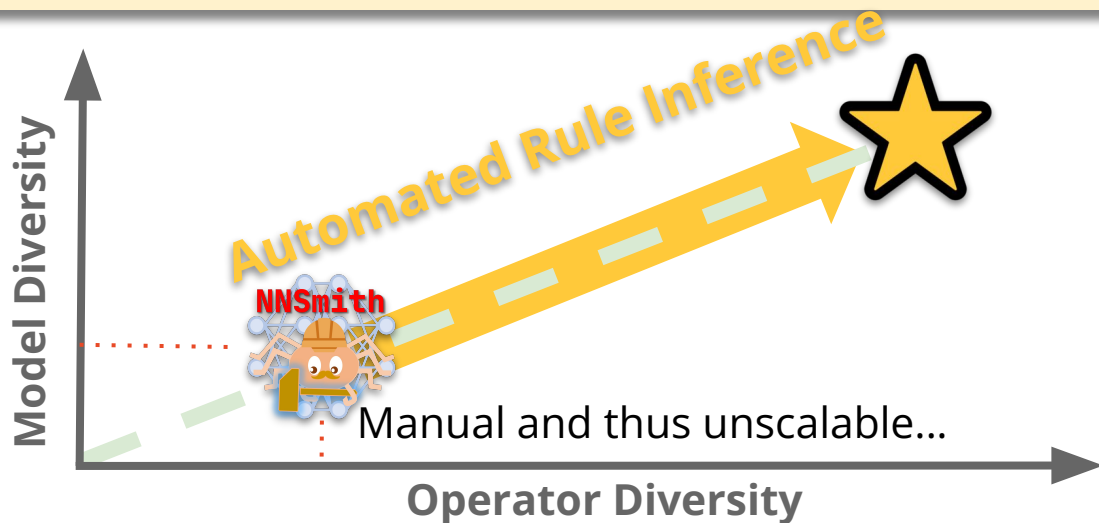 Automated Rule Inference
Model Diversity
NNSmith
Manual and thus unscalable...
Operator Diversity